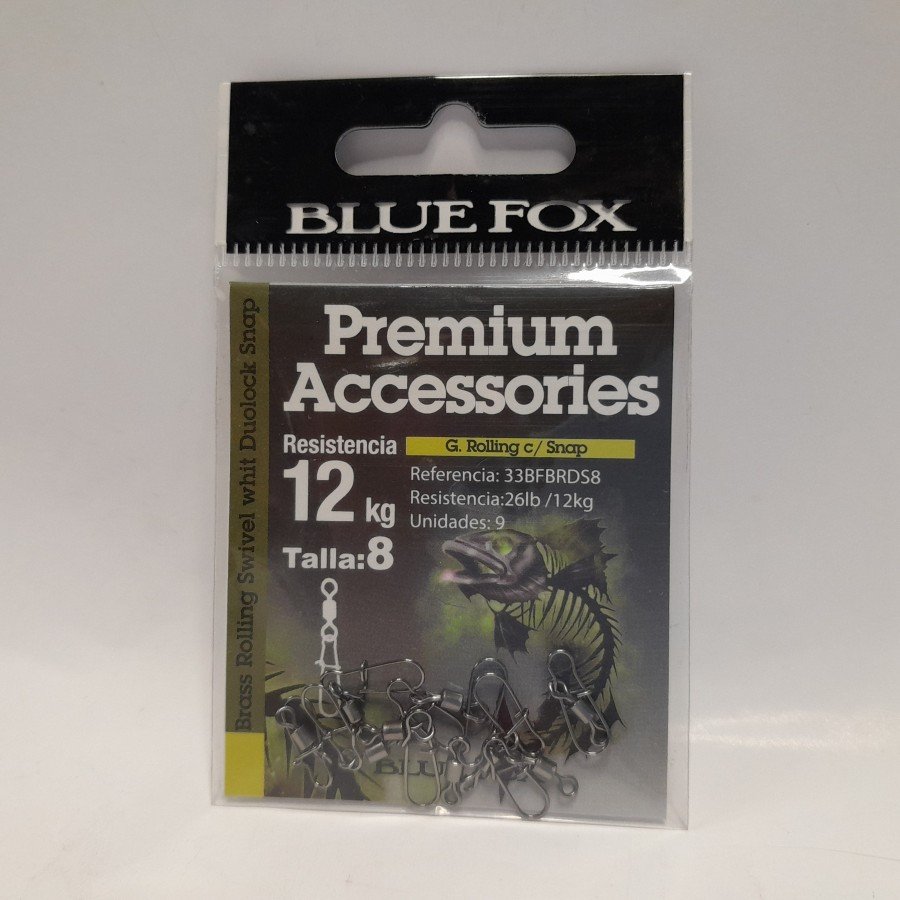 BLUE FOX
Premium
Accessories
Resistencia
12 kg
Talla:8
G. Rolling c/ Snap
Referencia: 33BFBRDS8
Resistencia:26lb /12kg
Unidades: 9
Brass Rolling Swivel whit Duolock Snap
BLU